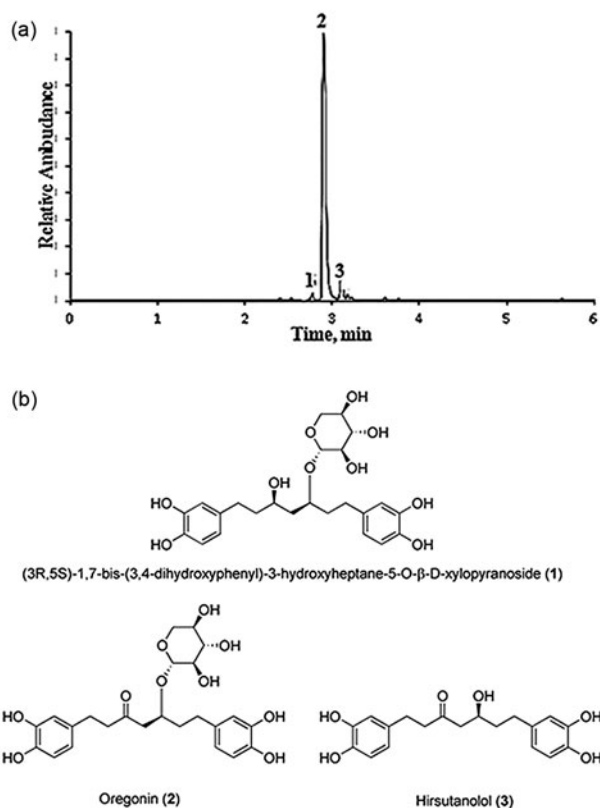 (a)
2
1
3
Relative Ambudance
0 1 2 3 4 5 6
Time, min
(b)
OH
O
OH
O
OH
OH
HO
OH
HO
OH
(3R,5S)-1,7-bis-(3,4-dihydroxyphenyl)-3-hydroxyheptane-5-O-β-D-xylopyranoside (1)
OH
O
OH
O
OH
O
HO
OH
HO
OH
O
OH
HO
OH
HO
OH
Oregonin (2)
Hirsutanolol (3)